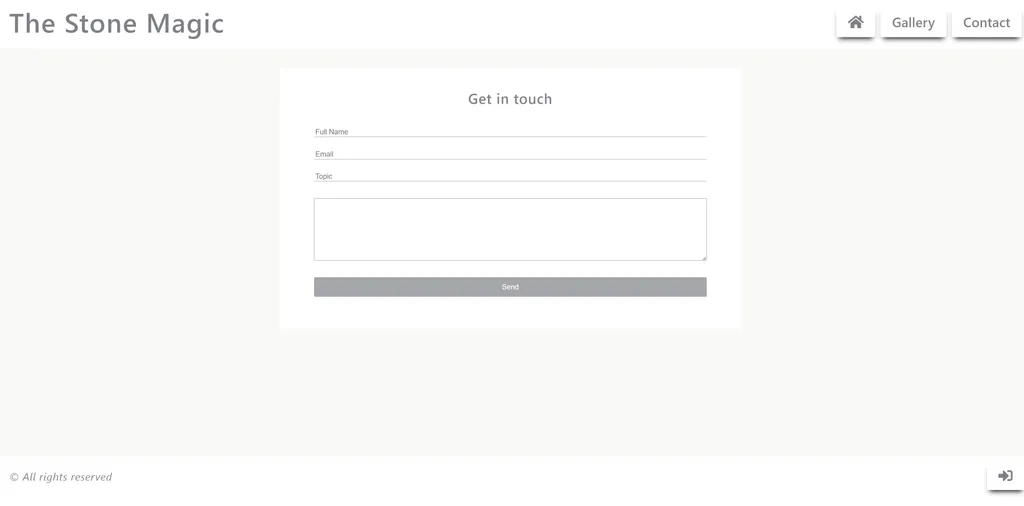 The Stone Magic
Gallery
Contact
Get in touch
Full Name
Email
Topic
Send
© All rights reserved